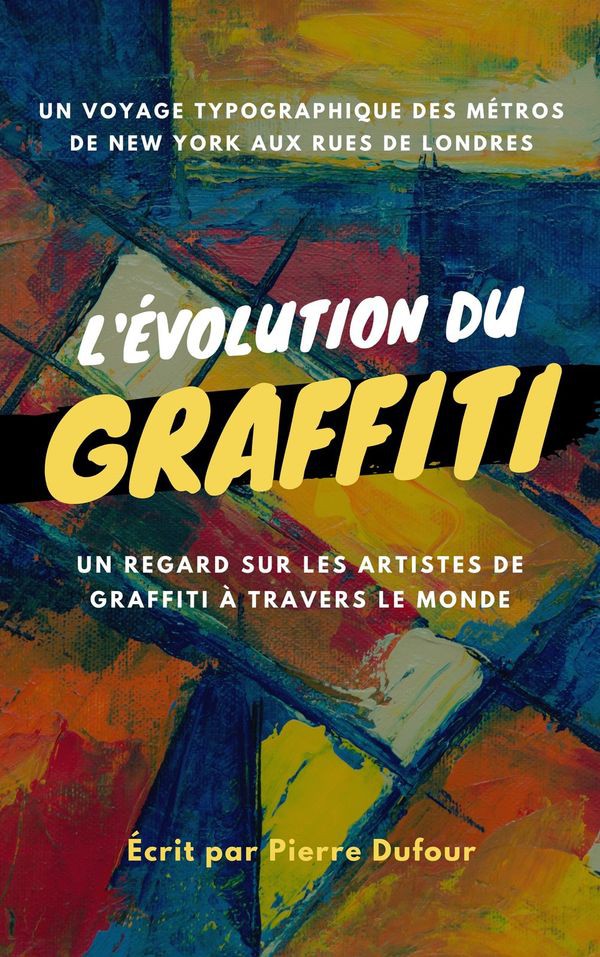 UN VOYAGE TYPOGRAPHIQUE DES MÉTROS
DE NEW YORK AUX RUES DE LONDRES
L'ÉVOLUTION DU
GRAFFITI
UN REGARD SUR LES ARTISTES DE
GRAFFITI À TRAVERS LE MONDE
Écrit par Pierre Dufour